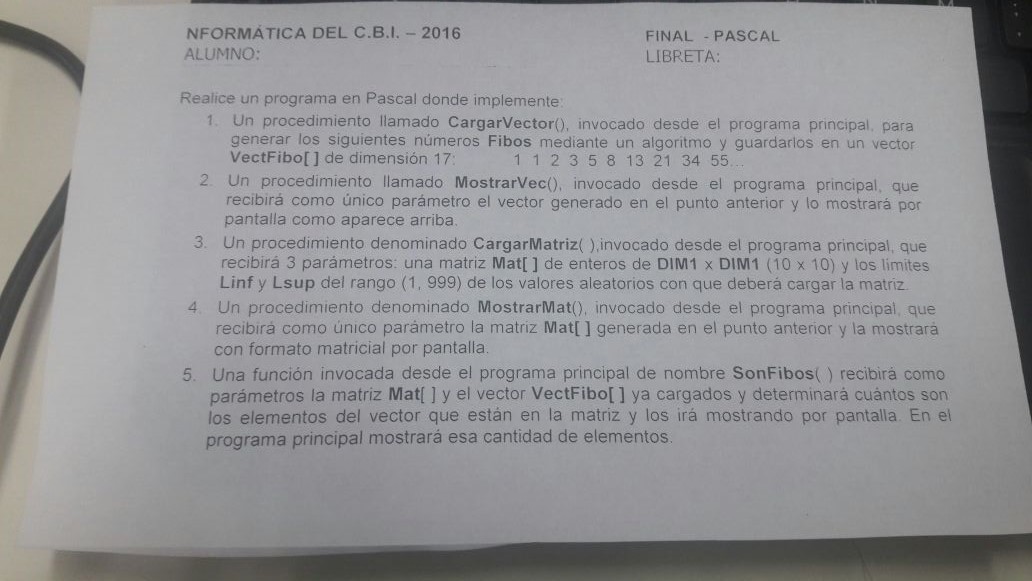 NFORMÁTICA DEL C.B.I. – 2016
FINAL - PASCAL
ALUMNO:
LIBRETA:
Realice un programa en Pascal donde implemente:
1. Un procedimiento llamado CargarVector(), invocado desde el programa principal, para
generar los siguientes números Fibos mediante un algoritmo y guardarlos en un vector
VectFibo[ ] de dimensión 17: 1 1 2 3 5 8 13 21 34 55...
2. Un procedimiento llamado MostrarVec(), invocado desde el programa principal, que
recibirá como único parámetro el vector generado en el punto anterior y lo mostrará por
pantalla como aparece arriba.
3. Un procedimiento denominado CargarMatriz( ),invocado desde el programa principal, que
recibirá 3 parámetros: una matriz Mat[ ] de enteros de DIM1 x DIM1 (10 x 10) y los límites
Linf y Lsup del rango (1, 999) de los valores aleatorios con que deberá cargar la matriz.
4. Un procedimiento denominado MostrarMat(), invocado desde el programa principal, que
recibirá como único parámetro la matriz Mat[ ] generada en el punto anterior y la mostrará
con formato matricial por pantalla.
5. Una función invocada desde el programa principal de nombre SonFibos( ) recibirá como
parámetros la matriz Mat[ ] y el vector VectFibo[ ] ya cargados y determinará cuántos son
los elementos del vector que están en la matriz y los irá mostrando por pantalla. En el
programa principal mostrará esa cantidad de elementos.